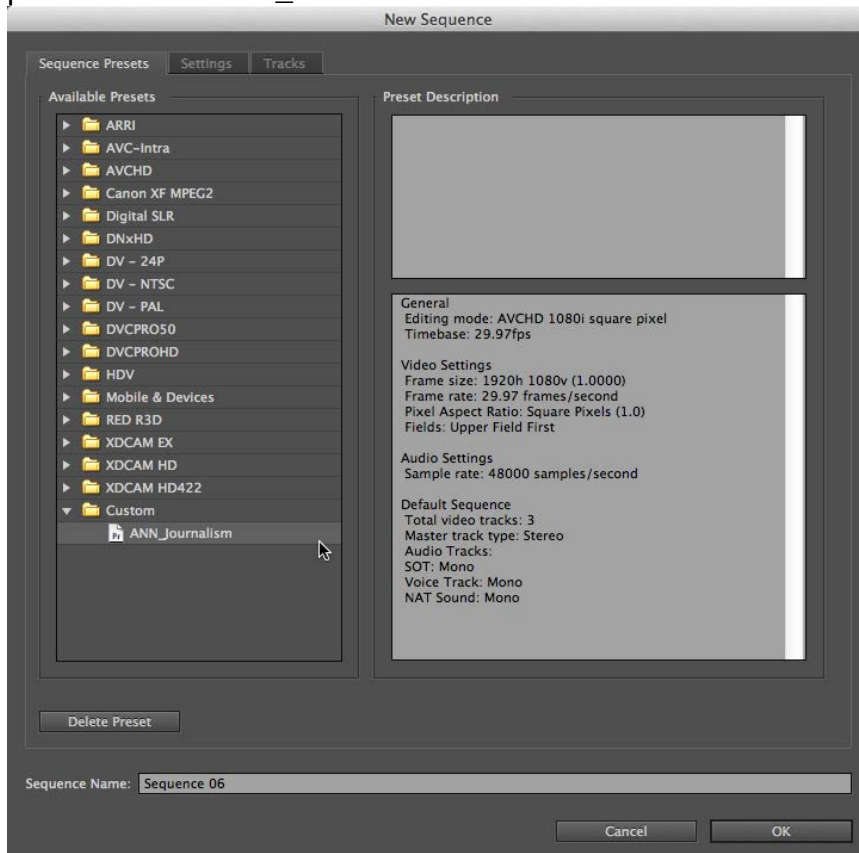 New Sequence
Sequence Presets
Settings
Tracks
Available Presets
ARRI
AVC-Intra
AVCHD
Canon XF MPEG2
Digital SLR
DNxHD
DV - 24P
DV - NTSC
DV - PAL
DVCPRO50
DVCPROHD
HDV
Mobile & Devices
RED R3D
XDCAM EX
XDCAM HD
XDCAM HD422
Custom
Pr ANN_Journalism
Delete Preset
Preset Description
General
Editing mode: AVCHD 1080i square pixel
Timebase: 29.97fps
Video Settings
Frame size: 1920h 1080v (1.0000)
Frame rate: 29.97 frames/second
Pixel Aspect Ratio: Square Pixels (1.0)
Fields: Upper Field First
Audio Settings
Sample rate: 48000 samples/second
Default Sequence
Total video tracks: 3
Master track type: Stereo
Audio Tracks:
SOT: Mono
Voice Track: Mono
NAT Sound: Mono
Sequence Name: Sequence 06
Cancel
OK